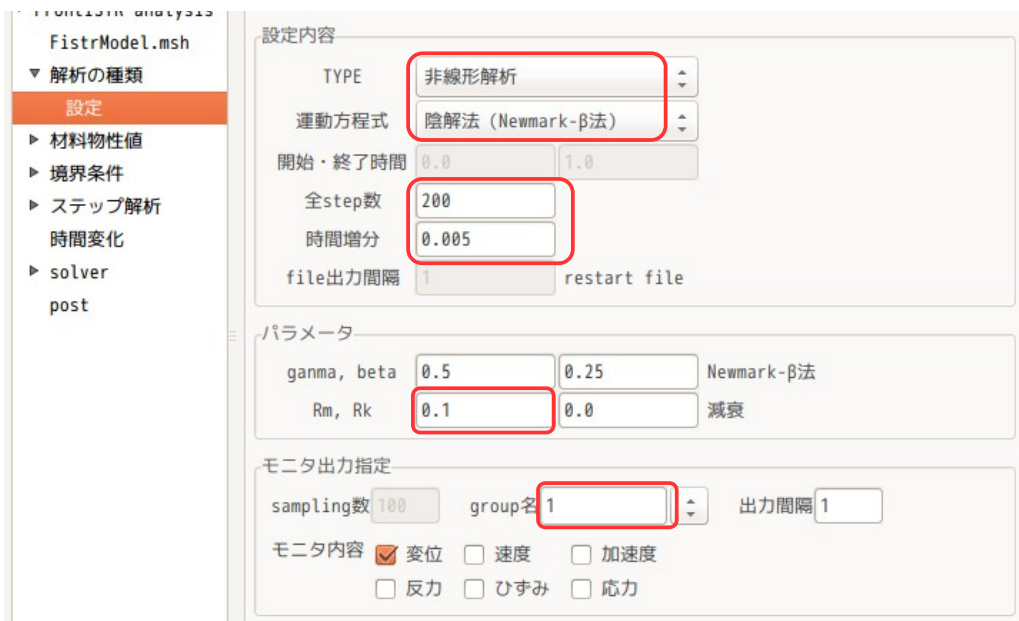 FrontISTR analysis
FistrModel.msh
解析の種類
設定
材料物性値
境界条件
ステップ解析
時間変化
solver
post
設定内容
TYPE 非線形解析
運動方程式 陰解法 (Newmark-β法)
開始・終了時間 0.0 1.0
全step数 200
時間増分 0.005
file出力間隔 1 restart file
パラメータ
ganma, beta 0.5 0.25 Newmark-β法
Rm, Rk 0.1 0.0 減衰
モニタ出力指定
sampling数 100 group名 1 出力間隔 1
モニタ内容 変位 速度 加速度
反力 ひずみ 応力